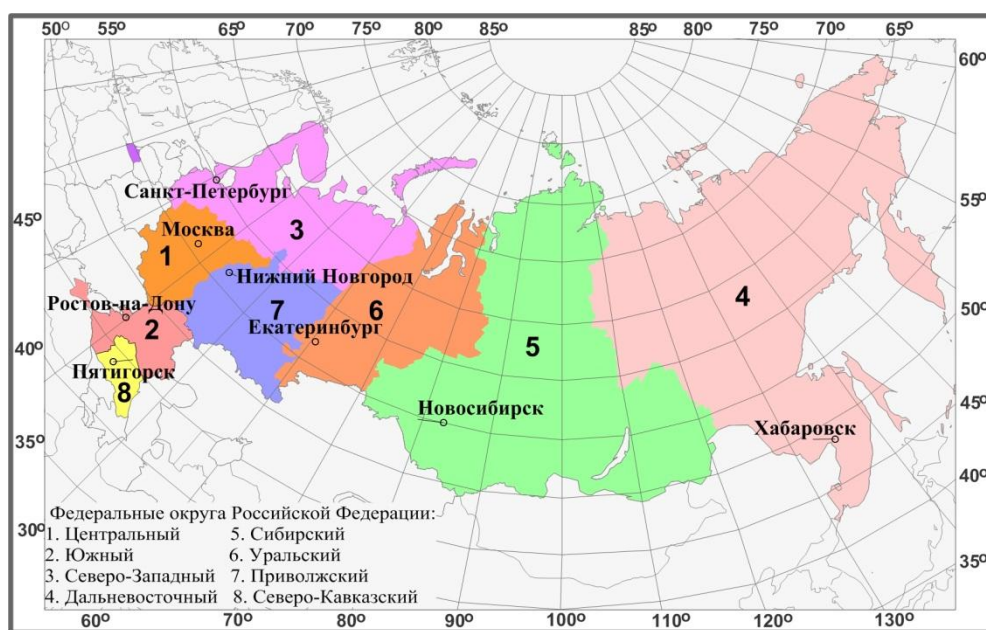 50° 55° 65° 70° 75° 80° 85° 85° 80° 75° 70° 65°
60°
55°
50°
45°
40°
35°
45°
40°
35°
30°
Санкт-Петербург
Москва
1
3
Нижний Новгород
Ростов-на-Дону
2
7
6
4
Екатеринбург
5
Пятигорск
8
Новосибирск
Хабаровск
Федеральные округа Российской Федерации:
1. Центральный 5. Сибирский
2. Южный 6. Уральский
3. Северо-Западный 7. Приволжский
4. Дальневосточный 8. Северо-Кавказский
60° 70° 80° 90° 100° 110° 120° 130°